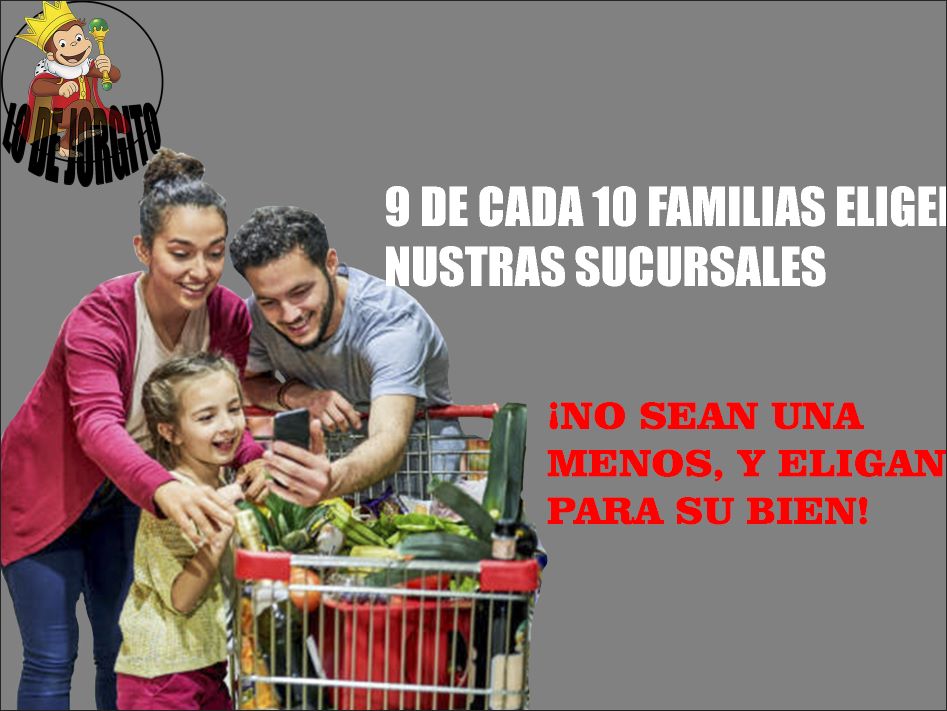 LO DE JORGITO
9 DE CADA 10 FAMILIAS ELIGEN
NUSTRAS SUCURSALES
¡NO SEAN UNA
MENOS, Y ELIGAN
PARA SU BIEN!